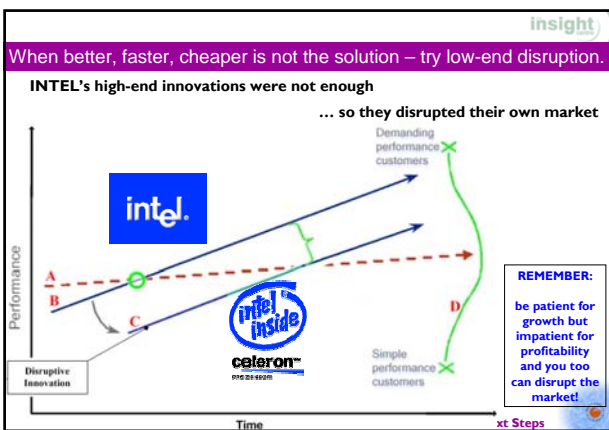 insight
When better, faster, cheaper is not the solution – try low-end disruption.
INTEL's high-end innovations were not enough
... so they disrupted their own market
Demanding
performance
customers
intel.
Performance
A
B
C
D
intel
inside
celeron™
Simple
performance
customers
Disruptive
Innovation
Time
REMEMBER:
be patient for
growth but
impatient for
profitability
and you too
can disrupt the
market!
xt Steps